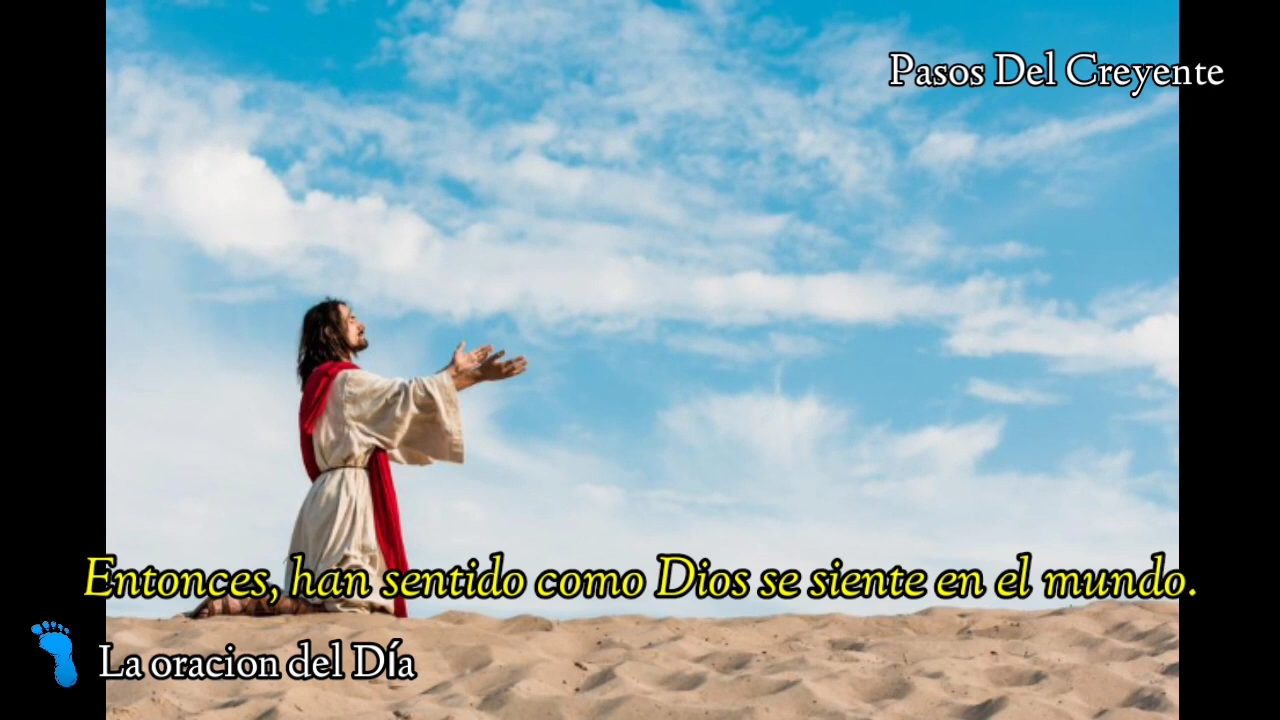 Pasos Del Creyente
Entonces, han sentido como Dios se siente en el mundo.
La oracion del Día